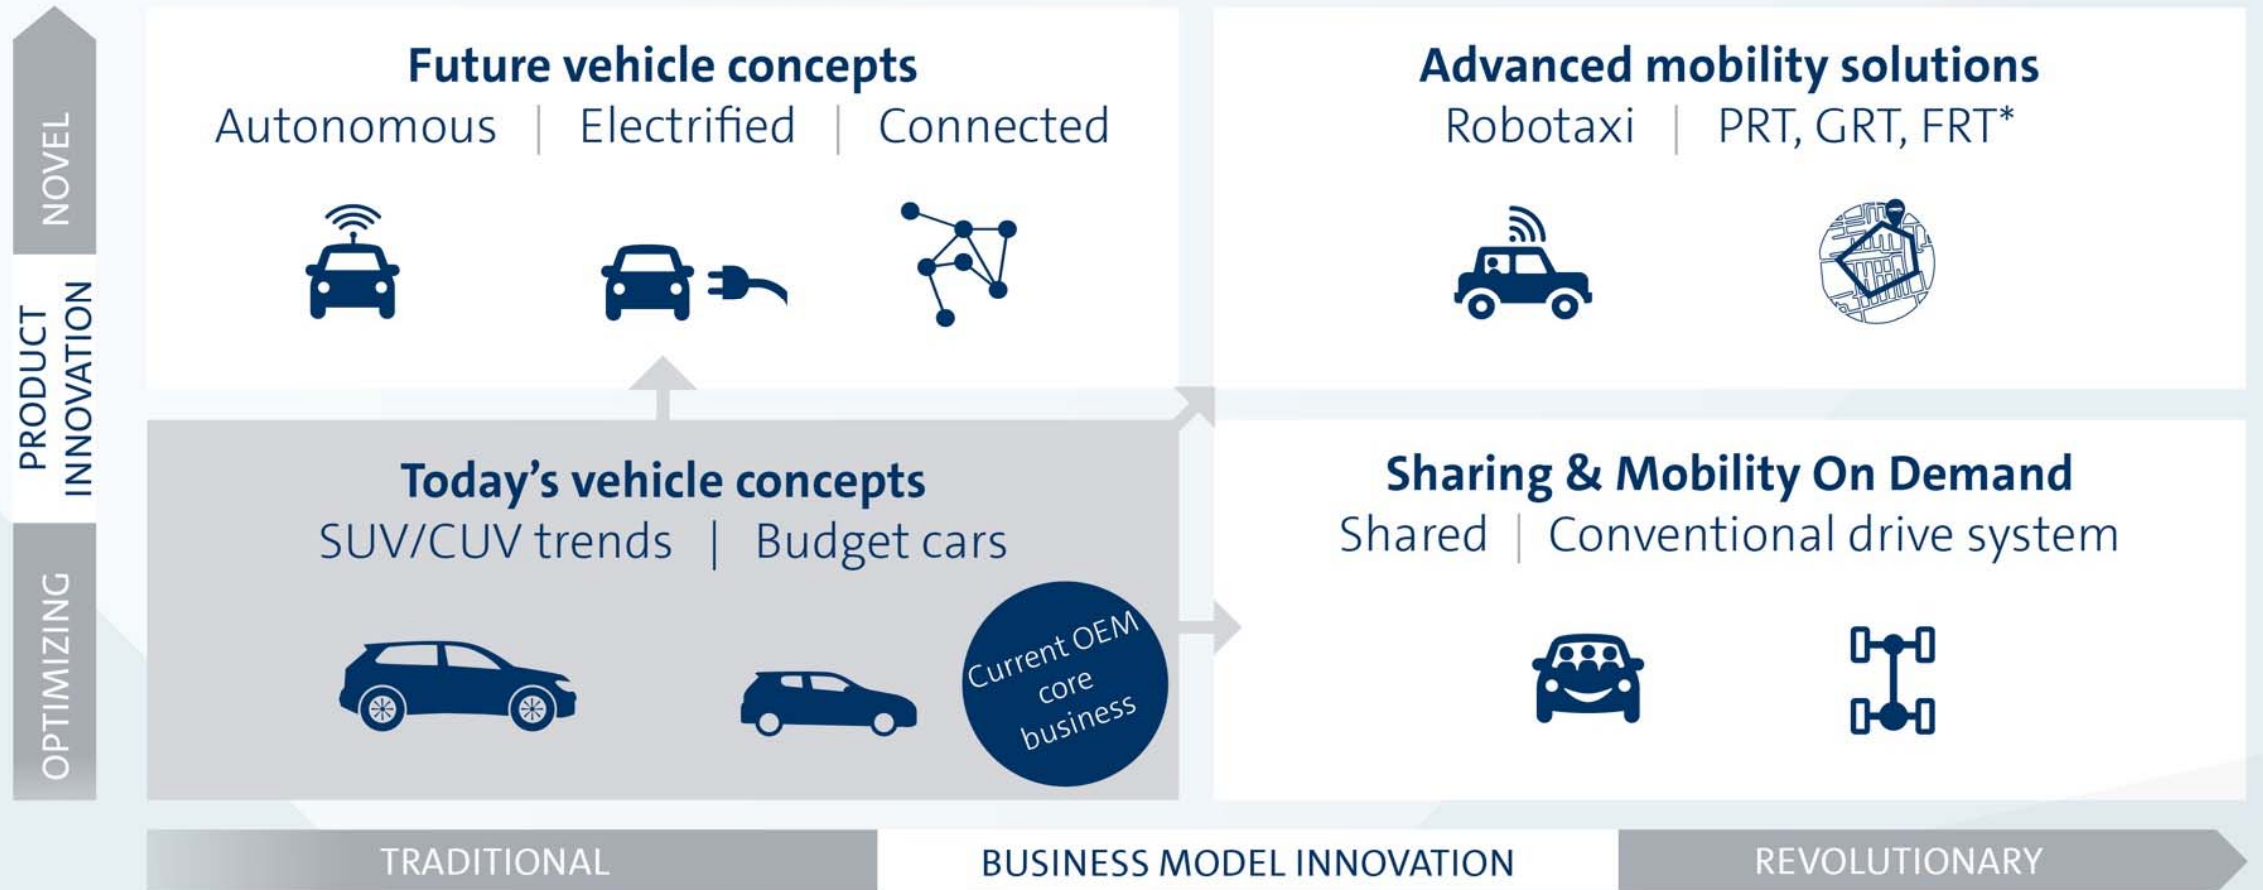 NOVEL
PRODUCT
INNOVATION
OPTIMIZING
Future vehicle concepts
Autonomous | Electrified | Connected
Advanced mobility solutions
Robotaxi | PRT, GRT, FRT*
Today’s vehicle concepts
SUV/CUV trends | Budget cars
Current OEM
core
business
Sharing & Mobility On Demand
Shared | Conventional drive system
TRADITIONAL
BUSINESS MODEL INNOVATION
REVOLUTIONARY